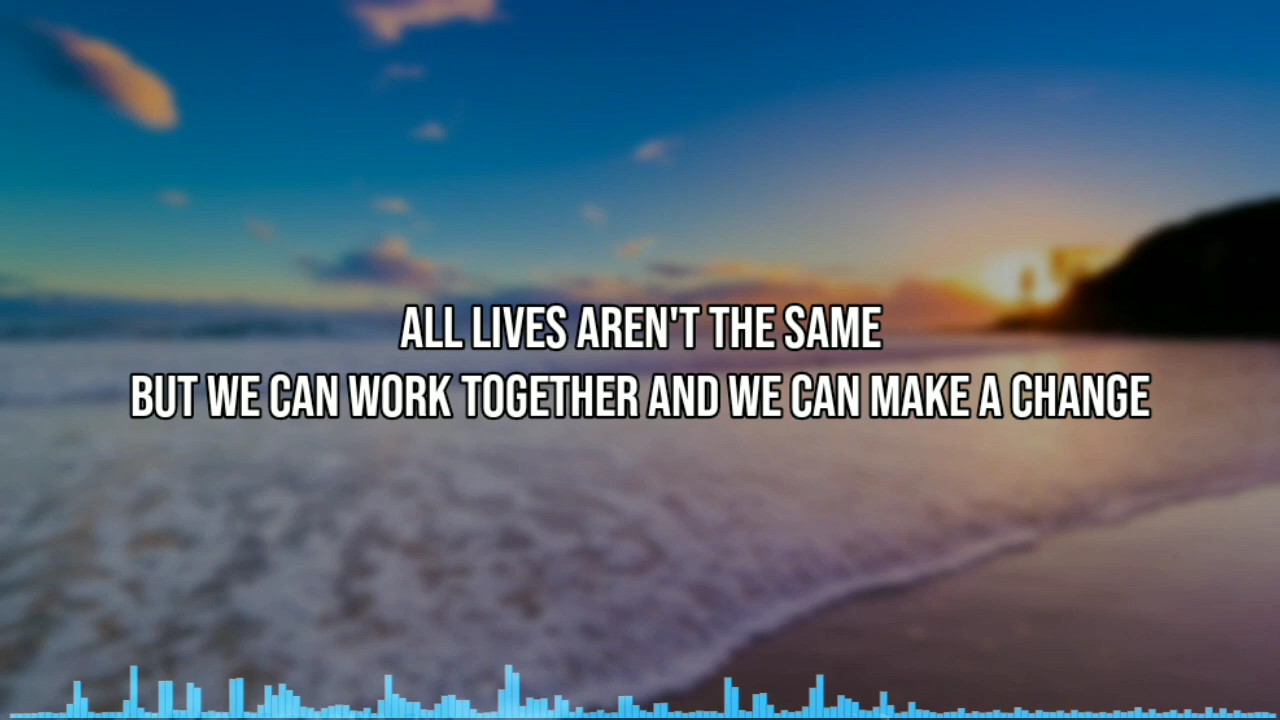 ALL LIVES AREN'T THE SAME
BUT WE CAN WORK TOGETHER AND WE CAN MAKE A CHANGE